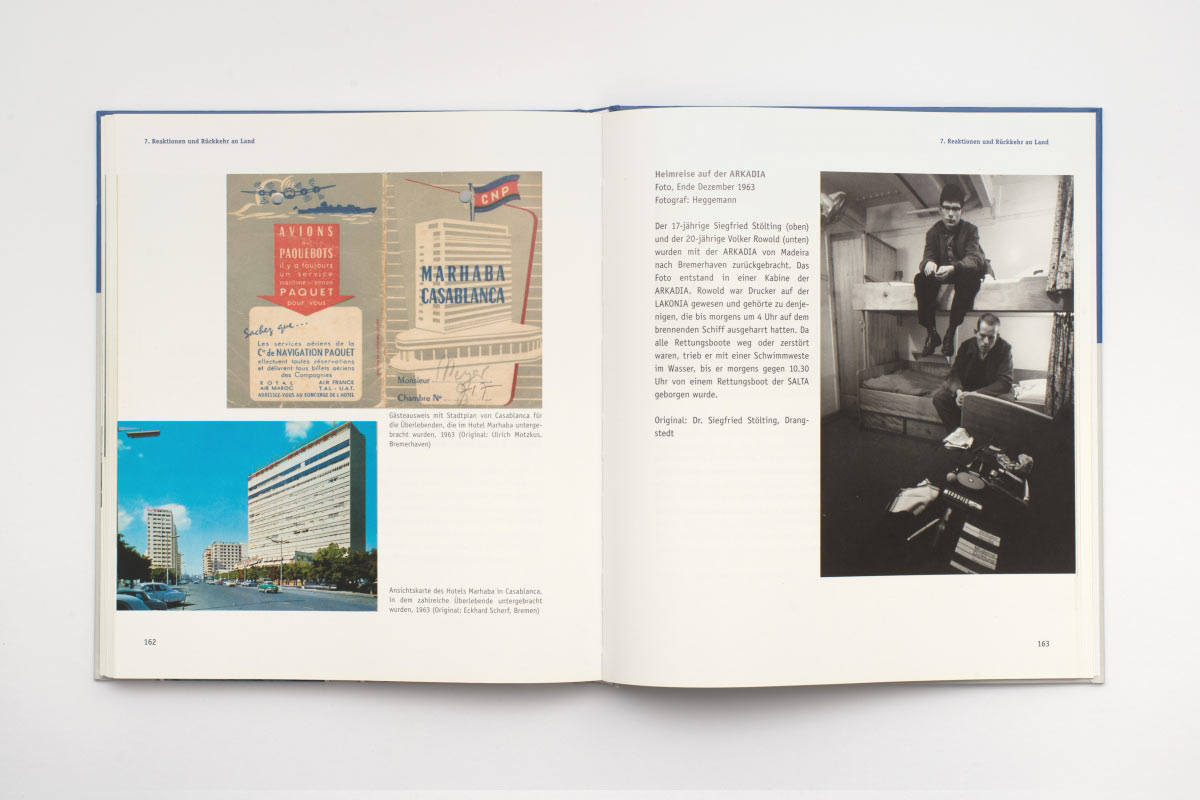 7. Reaktionen und Rückkehr an Land
AVIONS
PAQUEBOTS
il y a toujours
un service
maritime-aérien
PAQUET
pour vous
Sachez que...
Les services aériens de la
Cie de NAVIGATION PAQUET
effectuent toutes réservations
et délivrent tous billets aériens
des Compagnies
ROYAL AIR FRANCE
AIR MAROC T.A.I. - U.A.T.
ADRESSEZ-VOUS AU CONCIERGE DE L'HOTEL
CNP
MARHABA
CASABLANCA
Monsieur
Chambre No
Gästeausweis mit Stadtplan von Casablanca für
die Überlebenden, die im Hotel Marhaba unterge-
bracht wurden, 1963 (Original: Ulrich Motzkus,
Bremerhaven)
Ansichtskarte des Hotels Marhaba in Casablanca,
in dem zahlreiche Überlebende untergebracht
wurden, 1963 (Original: Eckhard Scherf, Bremen)
162
7. Reaktionen und Rückkehr an Land
Heimreise auf der ARKADIA
Foto, Ende Dezember 1963
Fotograf: Heggemann
Der 17-jährige Siegfried Stölting (oben)
und der 20-jährige Volker Rowold (unten)
wurden mit der ARKADIA von Madeira
nach Bremerhaven zurückgebracht. Das
Foto entstand in einer Kabine der
ARKADIA. Rowold war Drucker auf der
LAKONIA gewesen und gehörte zu denje-
nigen, die bis morgens um 4 Uhr auf dem
brennenden Schiff ausgeharrt hatten. Da
alle Rettungsboote weg oder zerstört
waren, trieb er mit einer Schwimmweste
im Wasser, bis er morgens gegen 10.30
Uhr von einem Rettungsboot der SALTA
geborgen wurde.
Original: Dr. Siegfried Stölting, Drang-
stedt
163